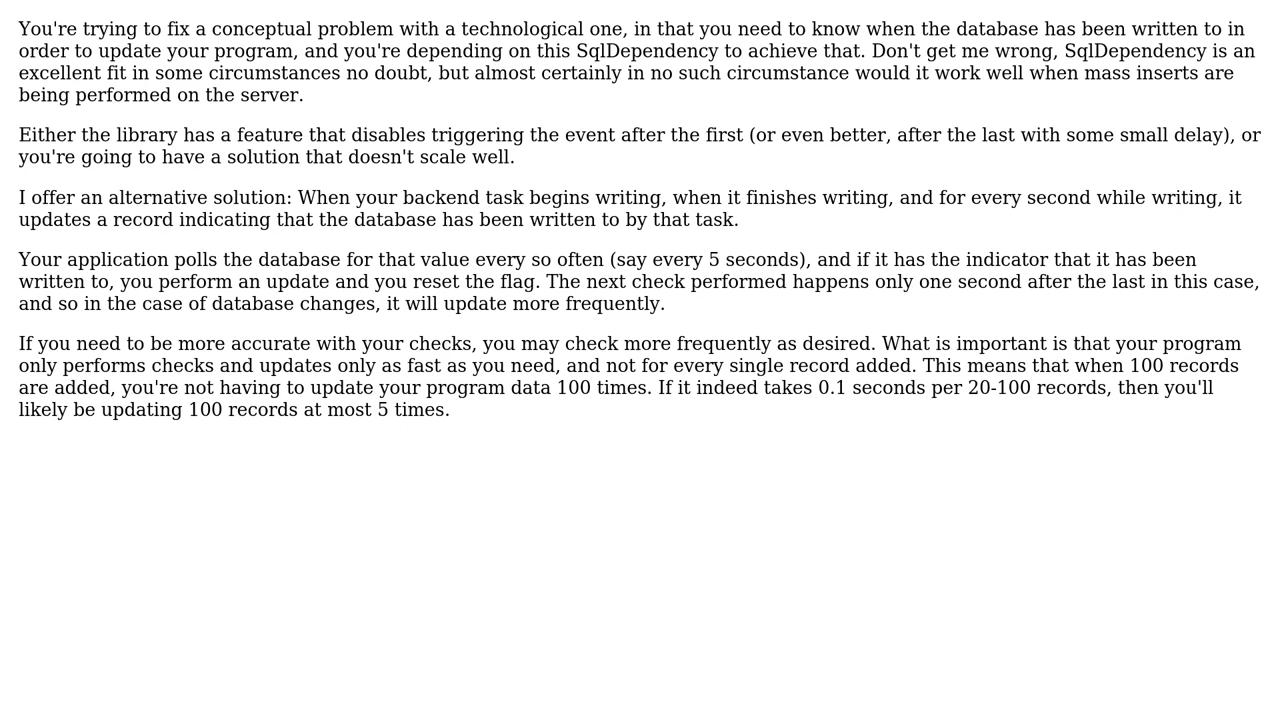 You're trying to fix a conceptual problem with a technological one, in that you need to know when the database has been written to in
order to update your program, and you're depending on this SqlDependency to achieve that. Don't get me wrong, SqlDependency is an
excellent fit in some circumstances no doubt, but almost certainly in no such circumstance would it work well when mass inserts are
being performed on the server.
Either the library has a feature that disables triggering the event after the first (or even better, after the last with some small delay), or
you're going to have a solution that doesn't scale well.
I offer an alternative solution: When your backend task begins writing, when it finishes writing, and for every second while writing, it
updates a record indicating that the database has been written to by that task.
Your application polls the database for that value every so often (say every 5 seconds), and if it has the indicator that it has been
written to, you perform an update and you reset the flag. The next check performed happens only one second after the last in this case,
and so in the case of database changes, it will update more frequently.
If you need to be more accurate with your checks, you may check more frequently as desired. What is important is that your program
only performs checks and updates only as fast as you need, and not for every single record added. This means that when 100 records
are added, you're not having to update your program data 100 times. If it indeed takes 0.1 seconds per 20-100 records, then you'll
likely be updating 100 records at most 5 times.